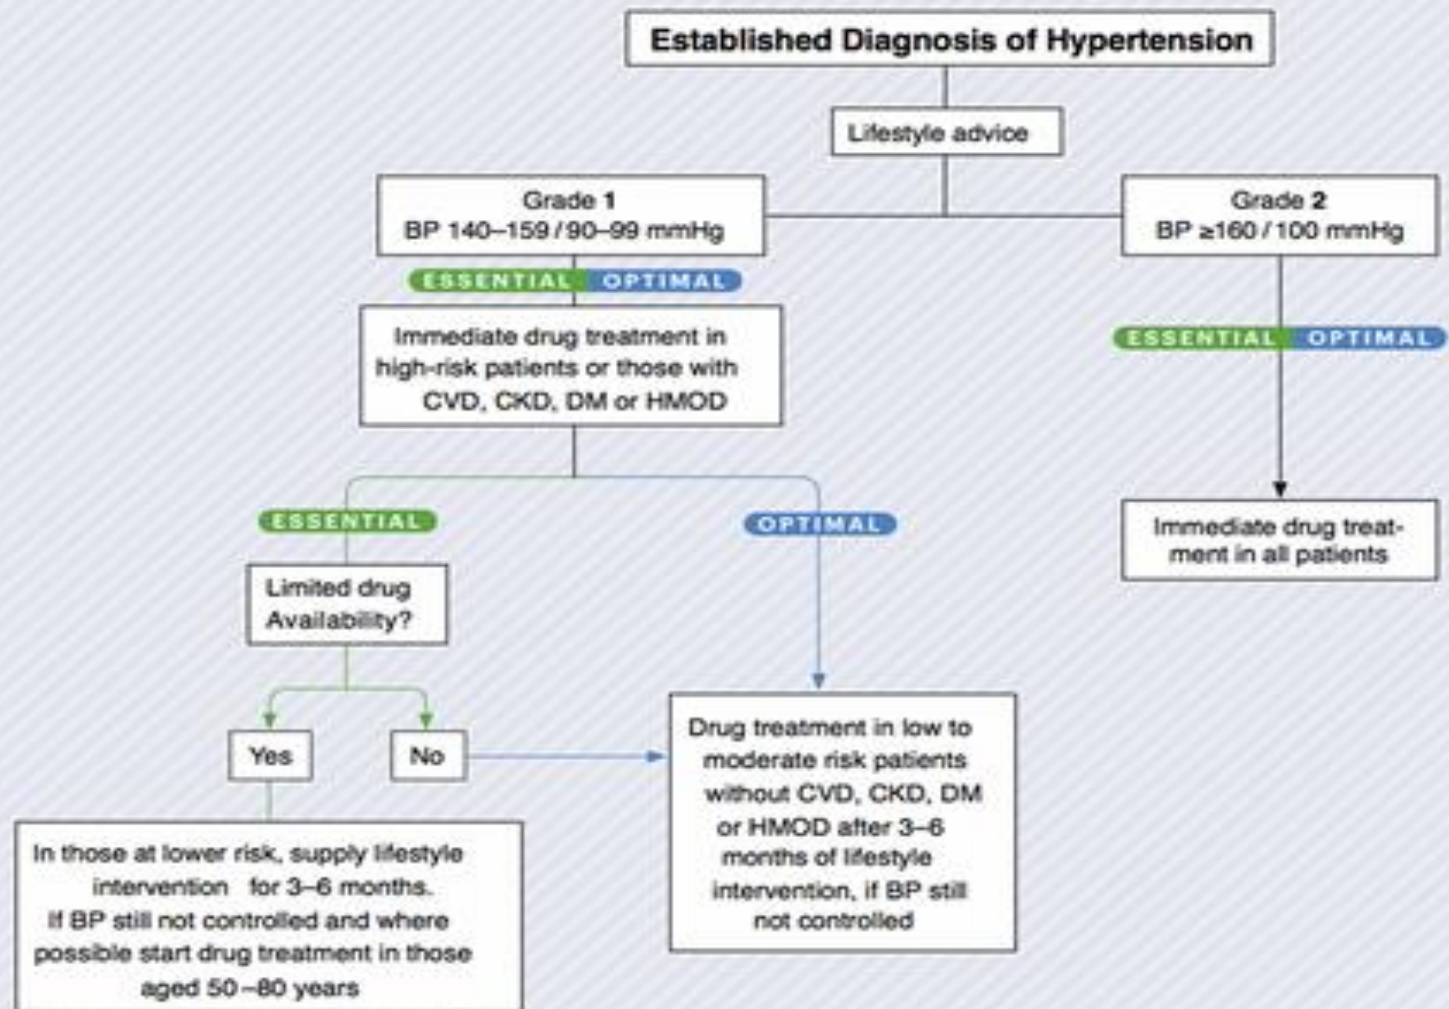 Established Diagnosis of Hypertension
Lifestyle advice
Grade 1
BP 140–159 / 90–99 mmHg
Grade 2
BP ≥160 / 100 mmHg
ESSENTIAL OPTIMAL
Immediate drug treatment in
high-risk patients or those with
CVD, CKD, DM or HMOD
ESSENTIAL OPTIMAL
Immediate drug treat-
ment in all patients
ESSENTIAL
OPTIMAL
Limited drug
Availability?
Yes
No
Drug treatment in low to
moderate risk patients
without CVD, CKD, DM
or HMOD after 3–6
months of lifestyle
intervention, if BP still
not controlled
In those at lower risk, supply lifestyle
intervention for 3–6 months.
If BP still not controlled and where
possible start drug treatment in those
aged 50–80 years